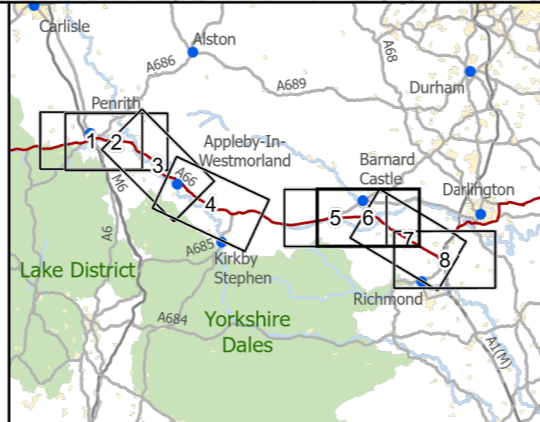 Carlisle
Alston
A686
A68
A689
Durham
Penrith
Appleby-In-
Westmorland
Barnard
Castle
Darlington
1
2
3
A66
4
5
6
7
8
M6
A6
A685
Kirkby
Stephen
Lake District
Richmond
A684
Yorkshire
Dales
A1(M)